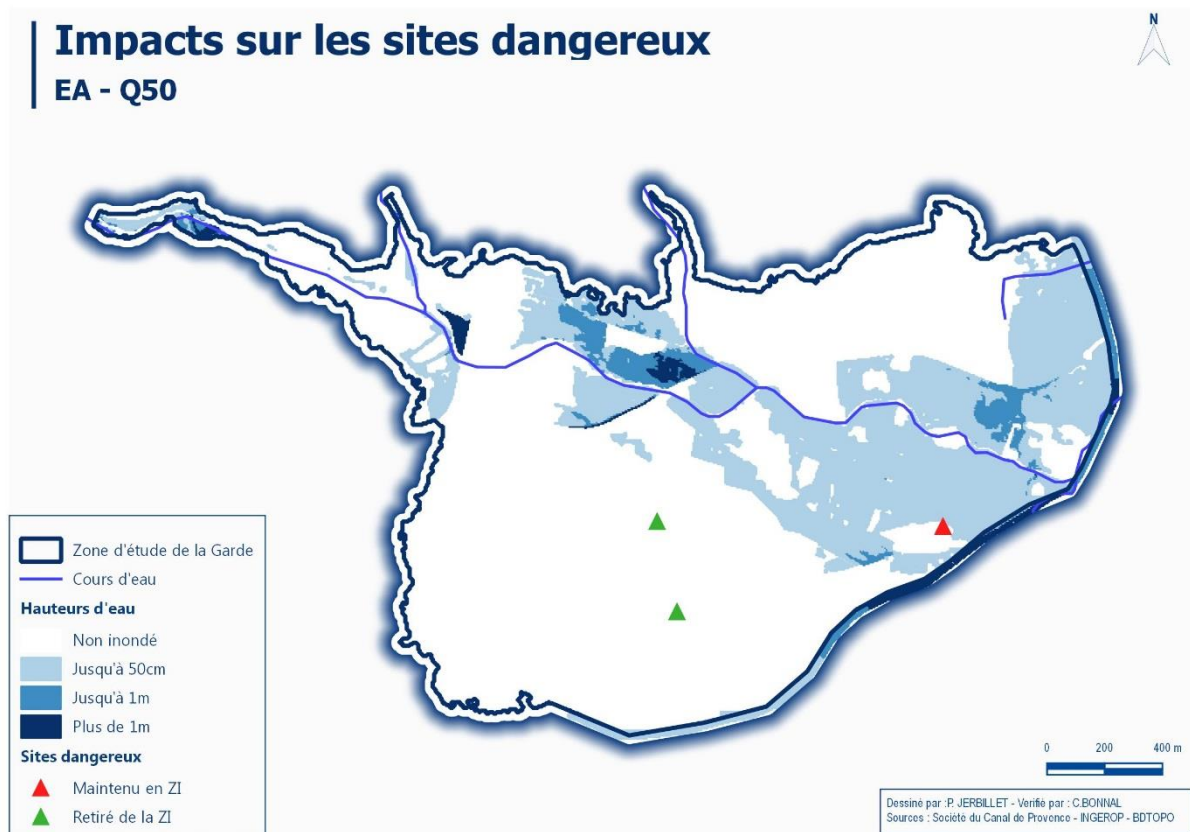 Impacts sur les sites dangereux
EA - Q50
N
Zone d'étude de la Garde
Cours d'eau
Hauteurs d'eau
Non inondé
Jusqu'à 50cm
Jusqu'à 1m
Plus de 1m
Sites dangereux
Maintenu en ZI
Retiré de la ZI
0 200 400 m
Dessiné par :P. JERBILLET - Verifié par : C.BONNAL
Sources : Société du Canal de Provence - INGEROP - BDTOPO